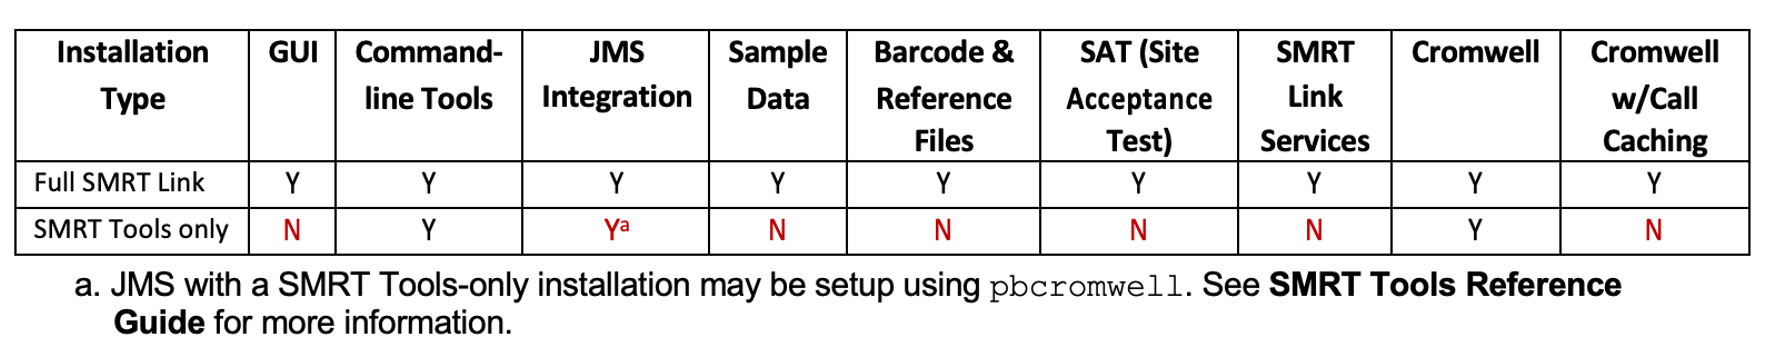 Installation GUI Command- JMS Sample Barcode & SAT (Site SMRT Cromwell Cromwell
Type line Tools Integration Data Reference Acceptance Link w/Call
Files Test) Services Caching
Full SMRT Link Y Y Y Y Y Y Y Y Y
SMRT Tools only N Y Yª N N N N Y N
a. JMS with a SMRT Tools-only installation may be setup using pbcromwell. See SMRT Tools Reference
Guide for more information.